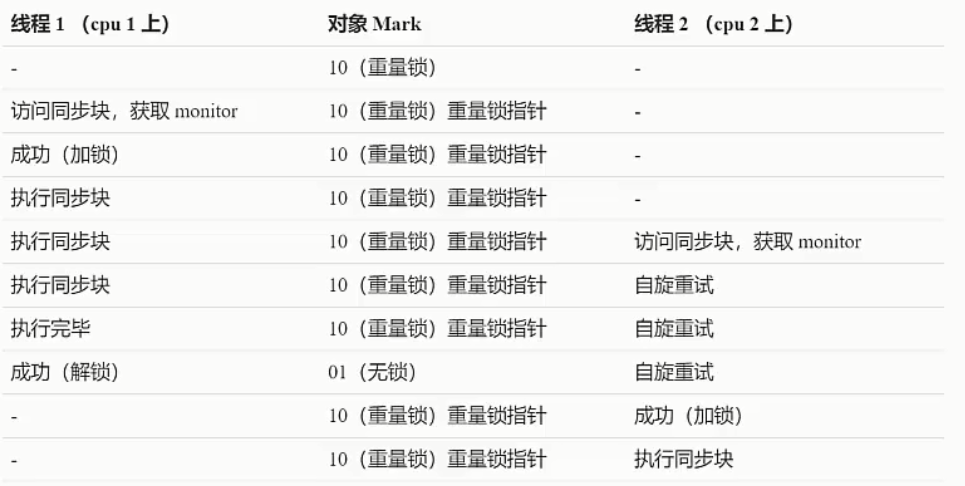 线程 1 （cpu 1 上） 对象 Mark 线程 2 （cpu 2 上）
- 10（重量锁） -
访问同步块，获取 monitor 10（重量锁）重量锁指针 -
成功（加锁） 10（重量锁）重量锁指针 -
执行同步块 10（重量锁）重量锁指针 -
执行同步块 10（重量锁）重量锁指针 访问同步块，获取 monitor
执行同步块 10（重量锁）重量锁指针 自旋重试
执行完毕 10（重量锁）重量锁指针 自旋重试
成功（解锁） 01（无锁） 自旋重试
- 10（重量锁）重量锁指针 成功（加锁）
- 10（重量锁）重量锁指针 执行同步块